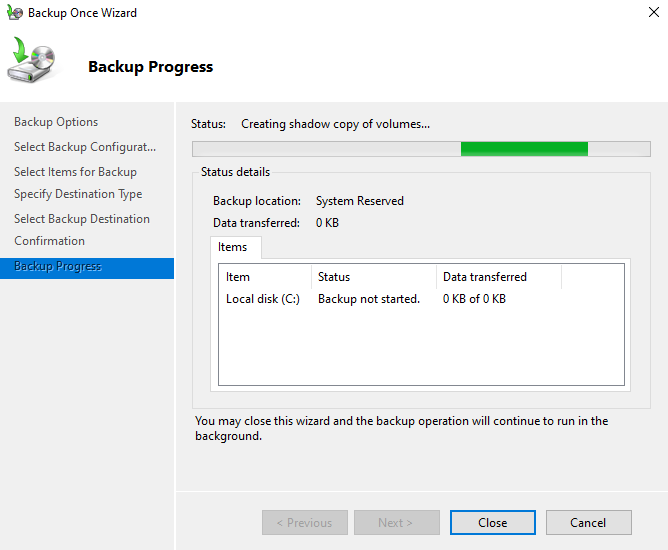 Backup Once Wizard
Backup Progress
Backup Options
Select Backup Configurat...
Select Items for Backup
Specify Destination Type
Select Backup Destination
Confirmation
Backup Progress
Status: Creating shadow copy of volumes...
Status details
Backup location: System Reserved
Data transferred: 0 KB
Items
Item Status Data transferred
Local disk (C:) Backup not started. 0 KB of 0 KB
You may close this wizard and the backup operation will continue to run in the
background.
< Previous Next > Close Cancel